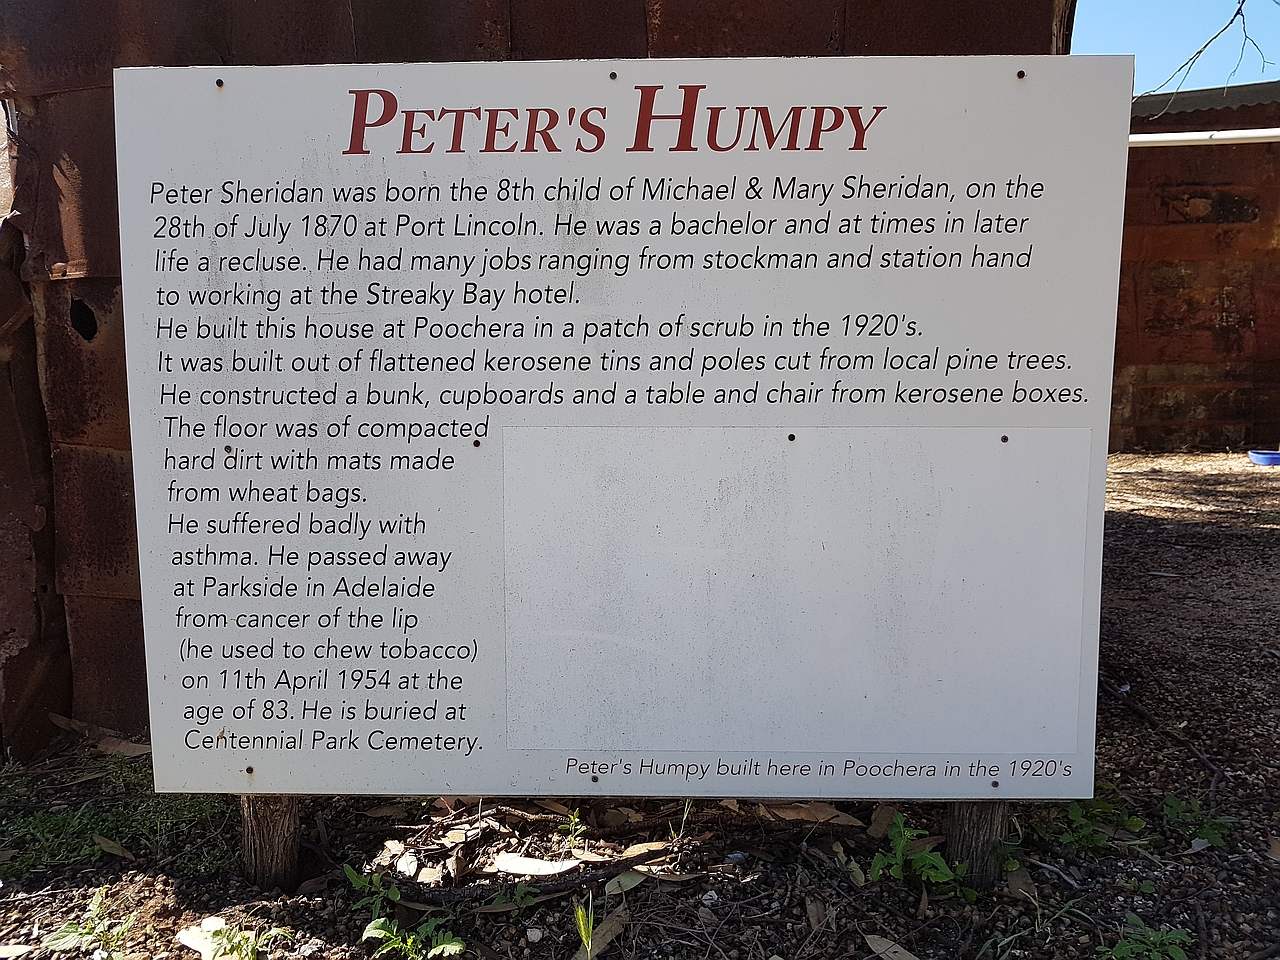 PETER'S HUMPY
Peter Sheridan was born the 8th child of Michael & Mary Sheridan, on the
28th of July 1870 at Port Lincoln. He was a bachelor and at times in later
life a recluse. He had many jobs ranging from stockman and station hand
to working at the Streaky Bay hotel.
He built this house at Poochera in a patch of scrub in the 1920's.
It was built out of flattened kerosene tins and poles cut from local pine trees.
He constructed a bunk, cupboards and a table and chair from kerosene boxes.
The floor was of compacted
hard dirt with mats made
from wheat bags.
He suffered badly with
asthma. He passed away
at Parkside in Adelaide
from cancer of the lip
(he used to chew tobacco)
on 11th April 1954 at the
age of 83. He is buried at
Centennial Park Cemetery.
Peter's Humpy built here in Poochera in the 1920's